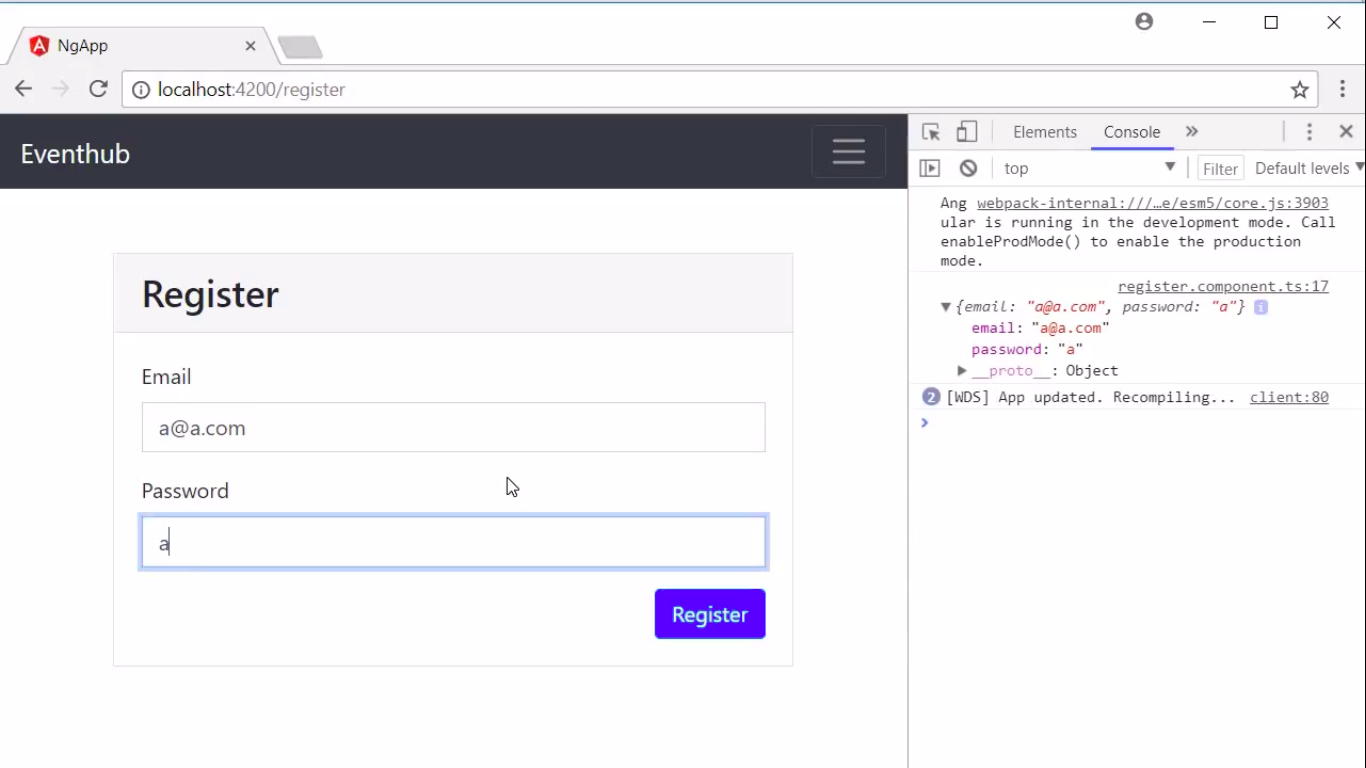 NgApp
localhost:4200/register
Eventhub
Elements Console »
top Filter Default levels
Ang webpack-internal:///…e/esm5/core.js:3903
ular is running in the development mode. Call
enableProdMode() to enable the production
mode.
register.component.ts:17
{email: "a@a.com", password: "a"} i
email: "a@a.com"
password: "a"
__proto__: Object
2 [WDS] App updated. Recompiling... client:80
Register
Email
a@a.com
Password
a
Register